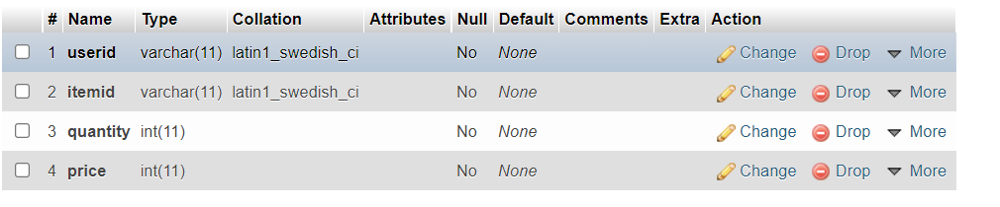 # Name Type Collation Attributes Null Default Comments Extra Action
1 userid varchar(11) latin1_swedish_ci No None Change Drop More
2 itemid varchar(11) latin1_swedish_ci No None Change Drop More
3 quantity int(11) No None Change Drop More
4 price int(11) No None Change Drop More